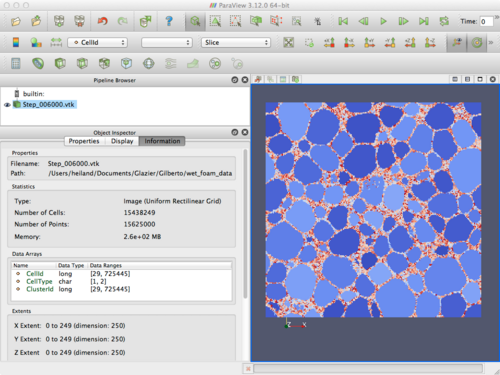 ParaView 3.12.0 64-bit
Time: 0
CellId
Slice
Pipeline Browser
builtin:
Step_006000.vtk
Object Inspector
Properties Display Information
Properties
Filename: Step_006000.vtk
Path: /Users/heiland/Documents/Glazier/Gilberto/wet_foam_data
Statistics
Type: Image (Uniform Rectilinear Grid)
Number of Cells: 15438249
Number of Points: 15625000
Memory: 2.6e+02 MB
Data Arrays
Name Data Type Data Ranges
CellId long [29, 725445]
CellType char [1, 2]
ClusterId long [29, 725445]
Extents
X Extent: 0 to 249 (dimension: 250)
Y Extent: 0 to 249 (dimension: 250)
Z Extent: 0 to 249 (dimension: 250)
Z X